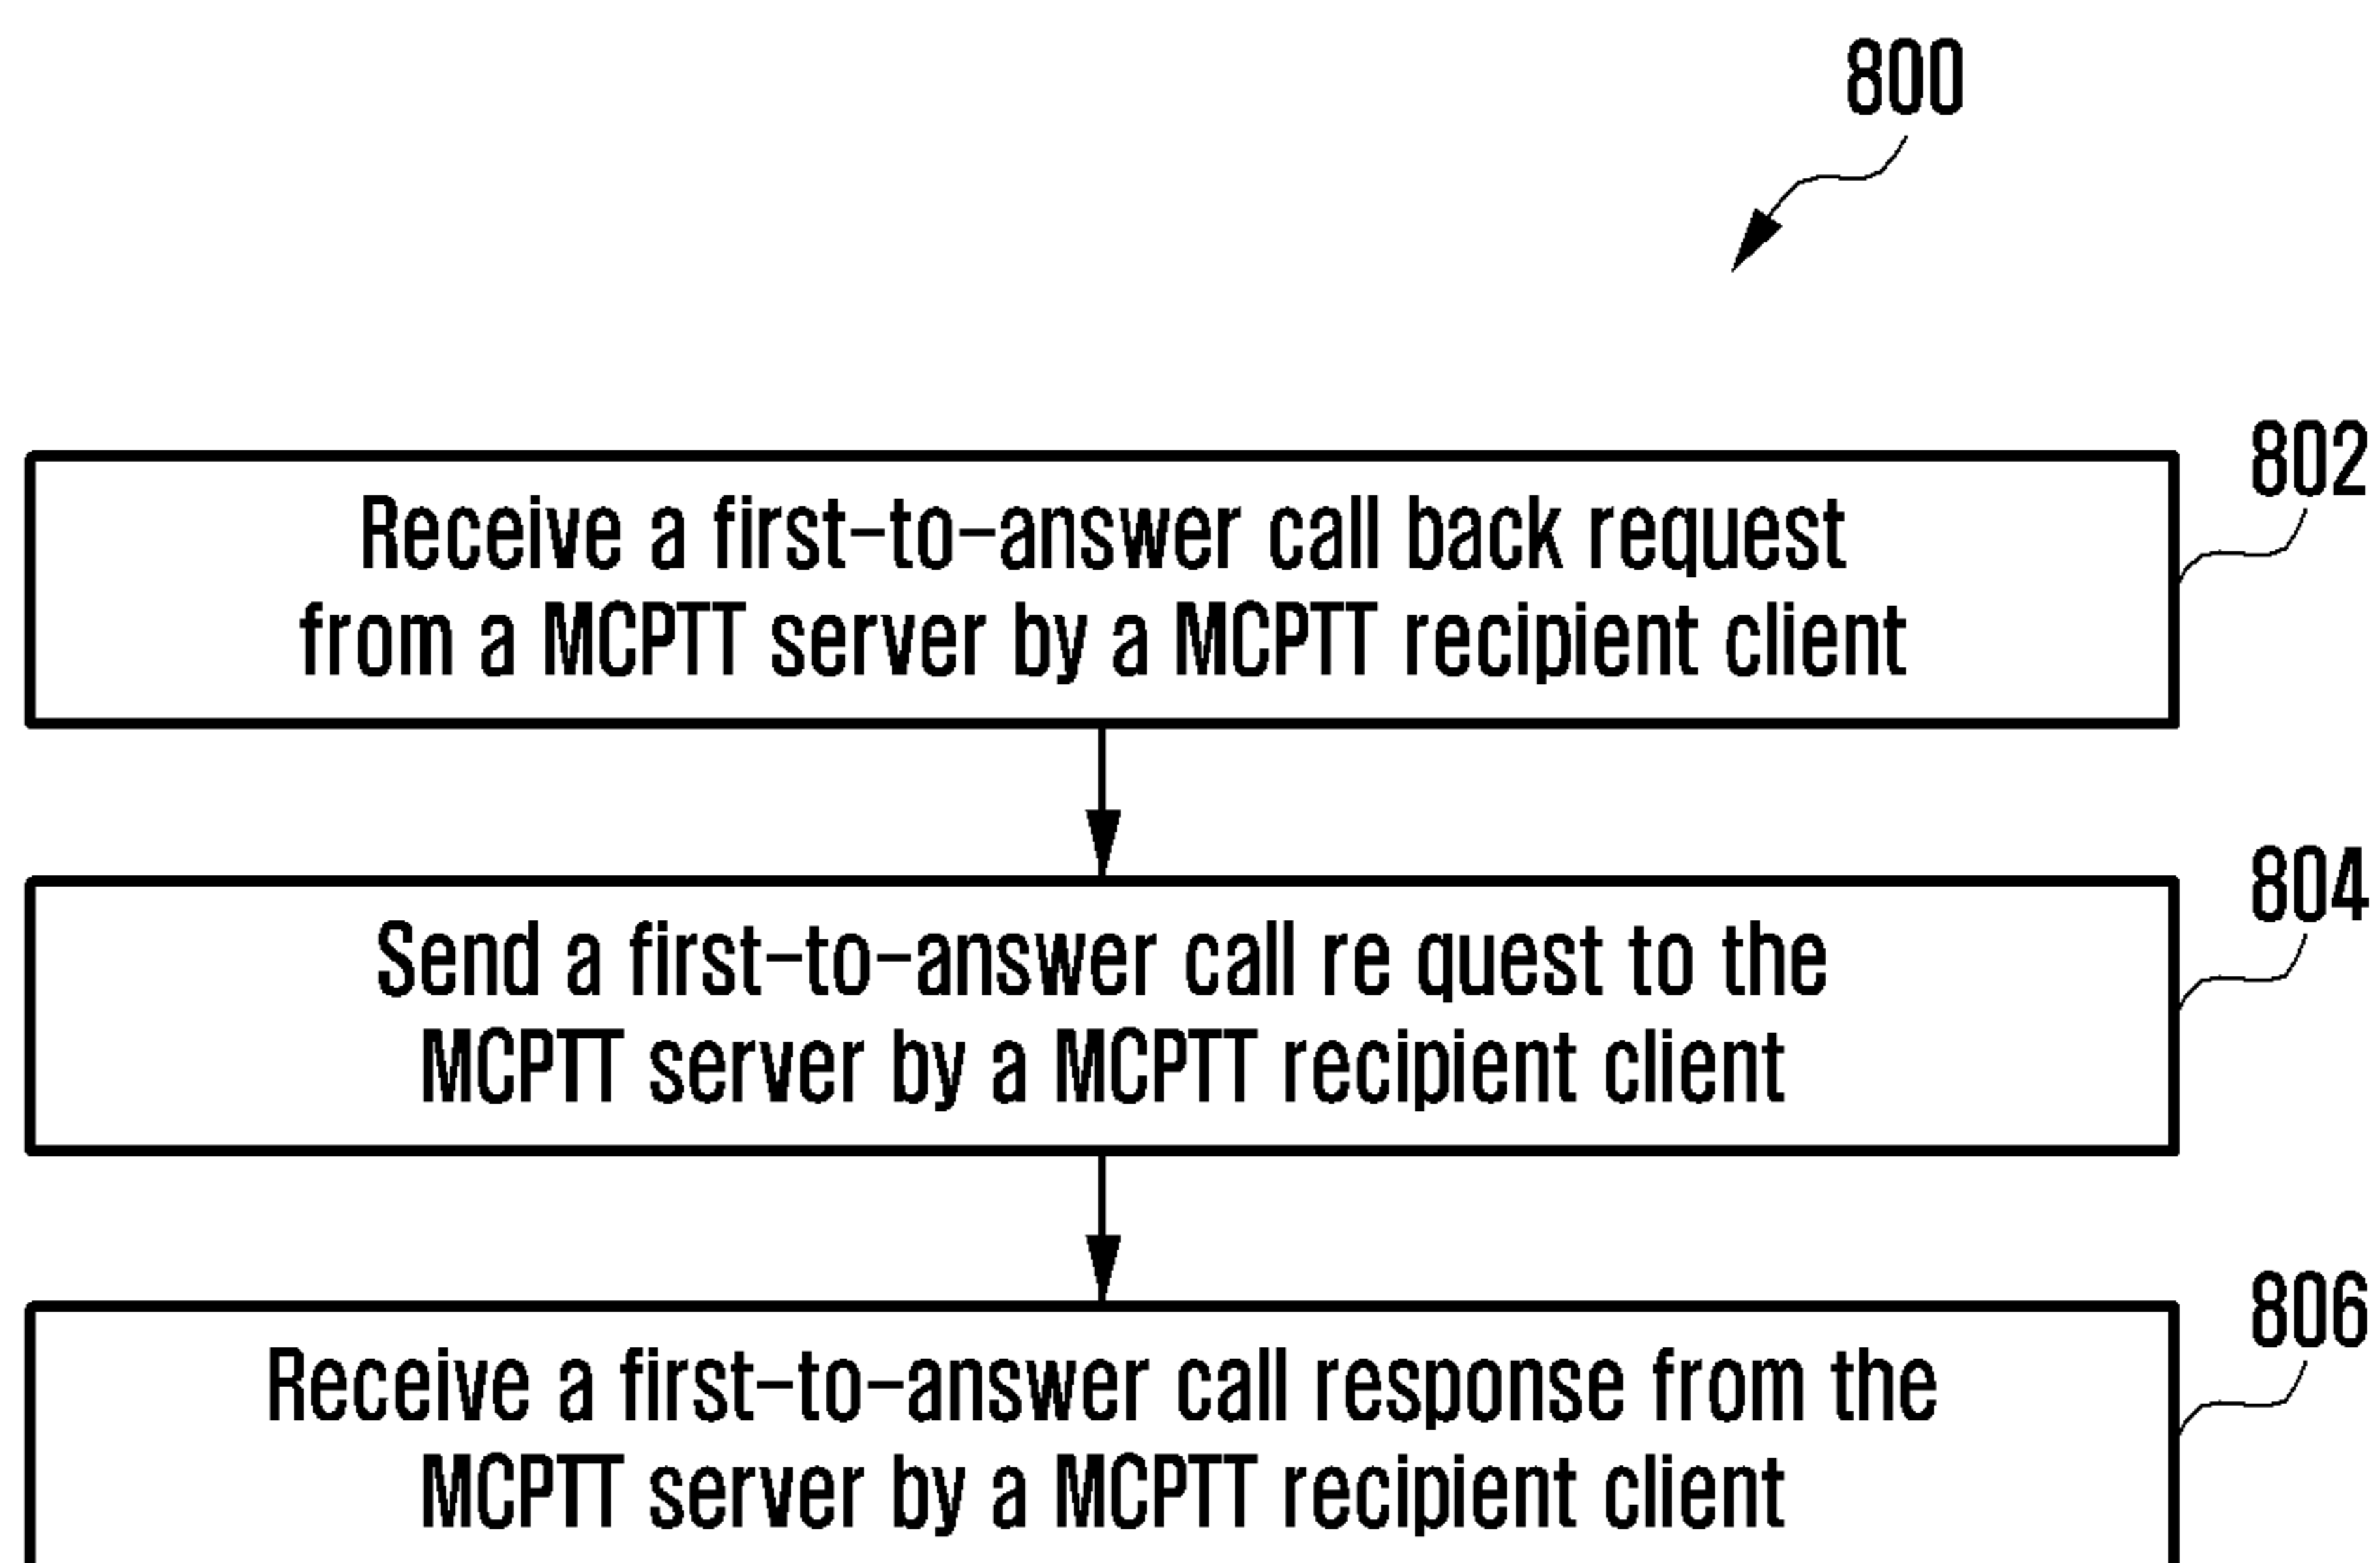 800
802
Receive a first-to-answer call back request
from a MCPTT server by a MCPTT recipient client
804
Send a first-to-answer call re quest to the
MCPTT server by a MCPTT recipient client
806
Receive a first-to-answer call response from the
MCPTT server by a MCPTT recipient client